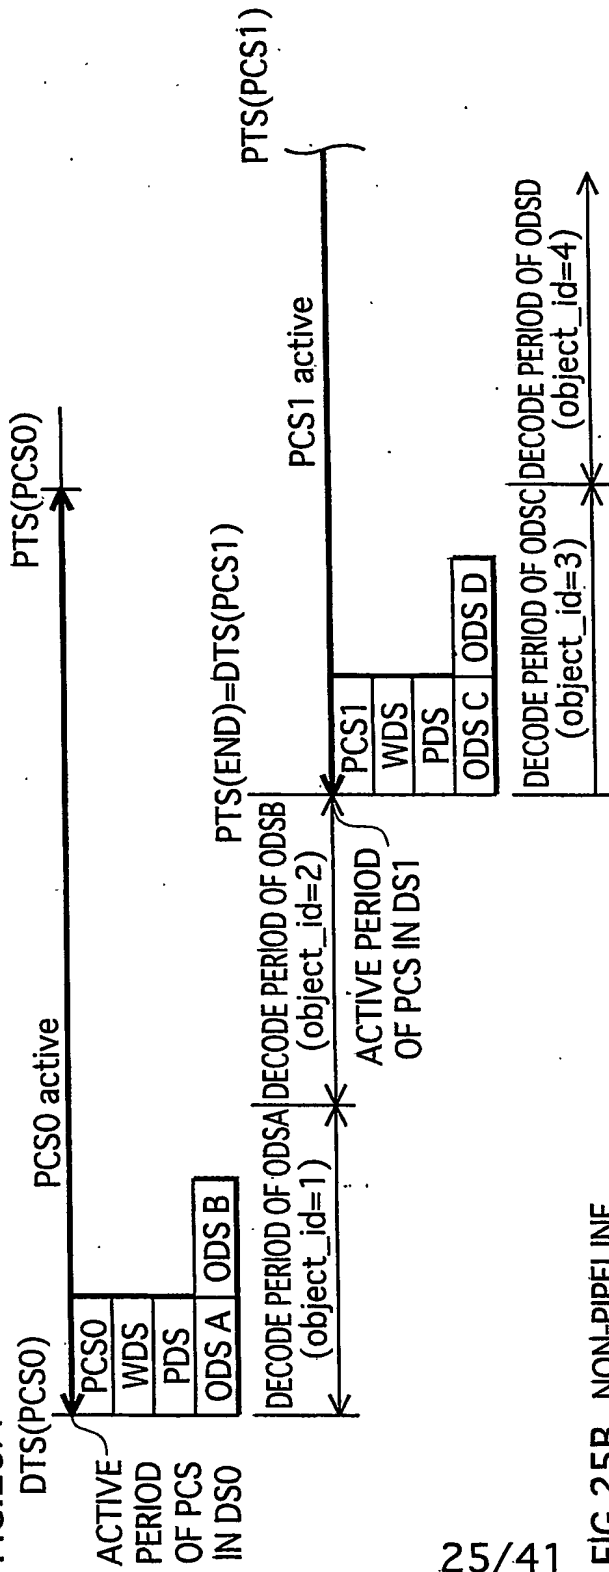 DTS(PCS0)
PCS0 active
PTS(PCS0)
ACTIVE
PERIOD
OF PCS
IN DS0
PCS0
WDS
PDS
ODS A
ODS B
PTS(END)=DTS(PCS1)
PCS1 active
PTS(PCS1)
DECODE PERIOD OF ODSA
(object_id=1)
DECODE PERIOD OF ODSB
(object_id=2)
ACTIVE PERIOD
OF PCS IN DS1
PCS1
WDS
PDS
ODS C
ODS D
DECODE PERIOD OF ODSC
(object_id=3)
DECODE PERIOD OF ODSD
(object_id=4)
25/41
FIG.25B NON-PIPELINE